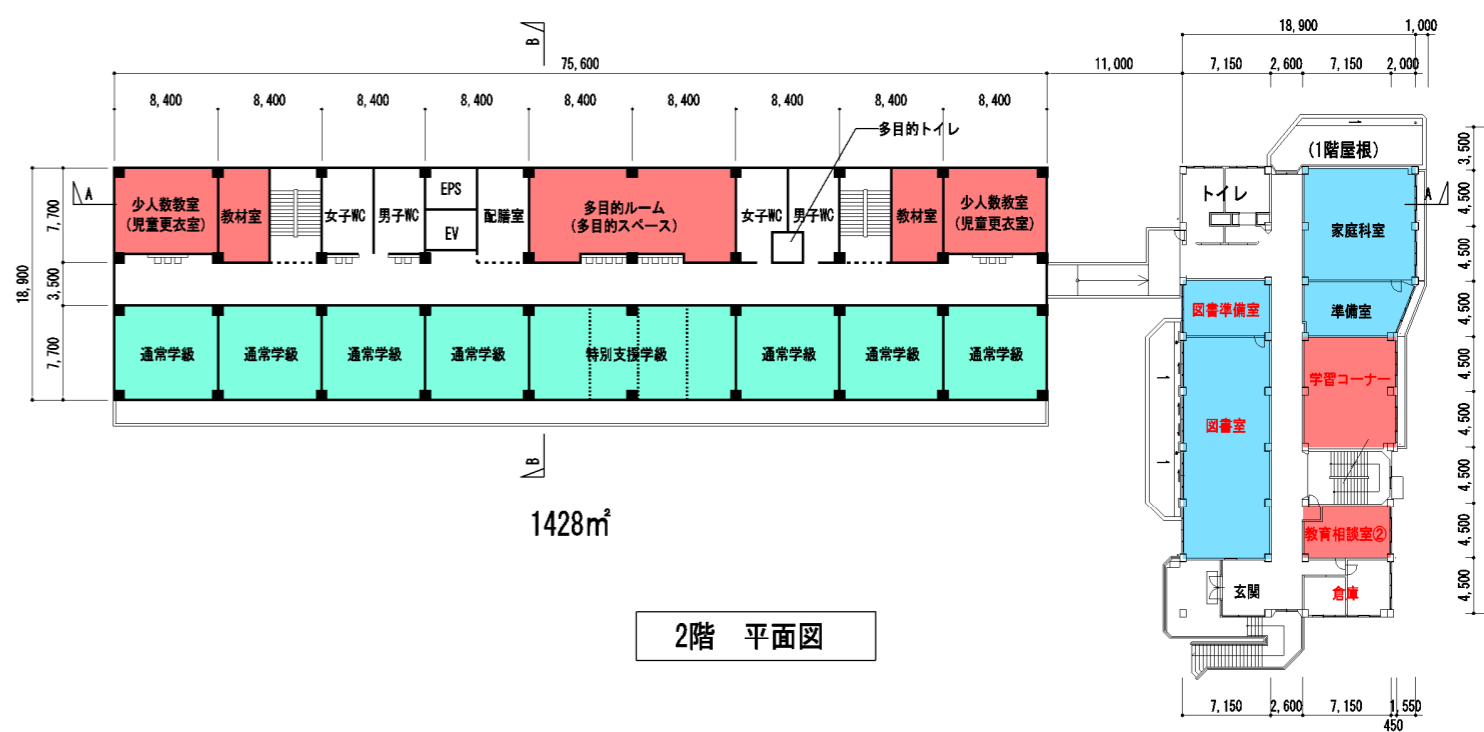 18,900
1,000
B
75,600
11,000
7,150
2,600
7,150
2,000
8,400
8,400
8,400
8,400
8,400
8,400
8,400
8,400
8,400
多目的トイレ
(1階屋根)
3,500
A
少人数教室
(児童更衣室)
教材室
女子WC
男子WC
EPS
EV
配膳室
多目的ルーム
(多目的スペース)
女子WC
男子WC
教材室
少人数教室
(児童更衣室)
トイレ
家庭科室
A
7,700
3,500
7,700
18,900
4,500
4,500
4,500
4,500
4,500
4,500
4,500
4,500
図書準備室
準備室
通常学級
通常学級
通常学級
通常学級
特別支援学級
通常学級
通常学級
通常学級
学習コーナー
図書室
B
1428㎡
教育相談室②
玄関
倉庫
2階 平面図
7,150
2,600
7,150
1,550
450